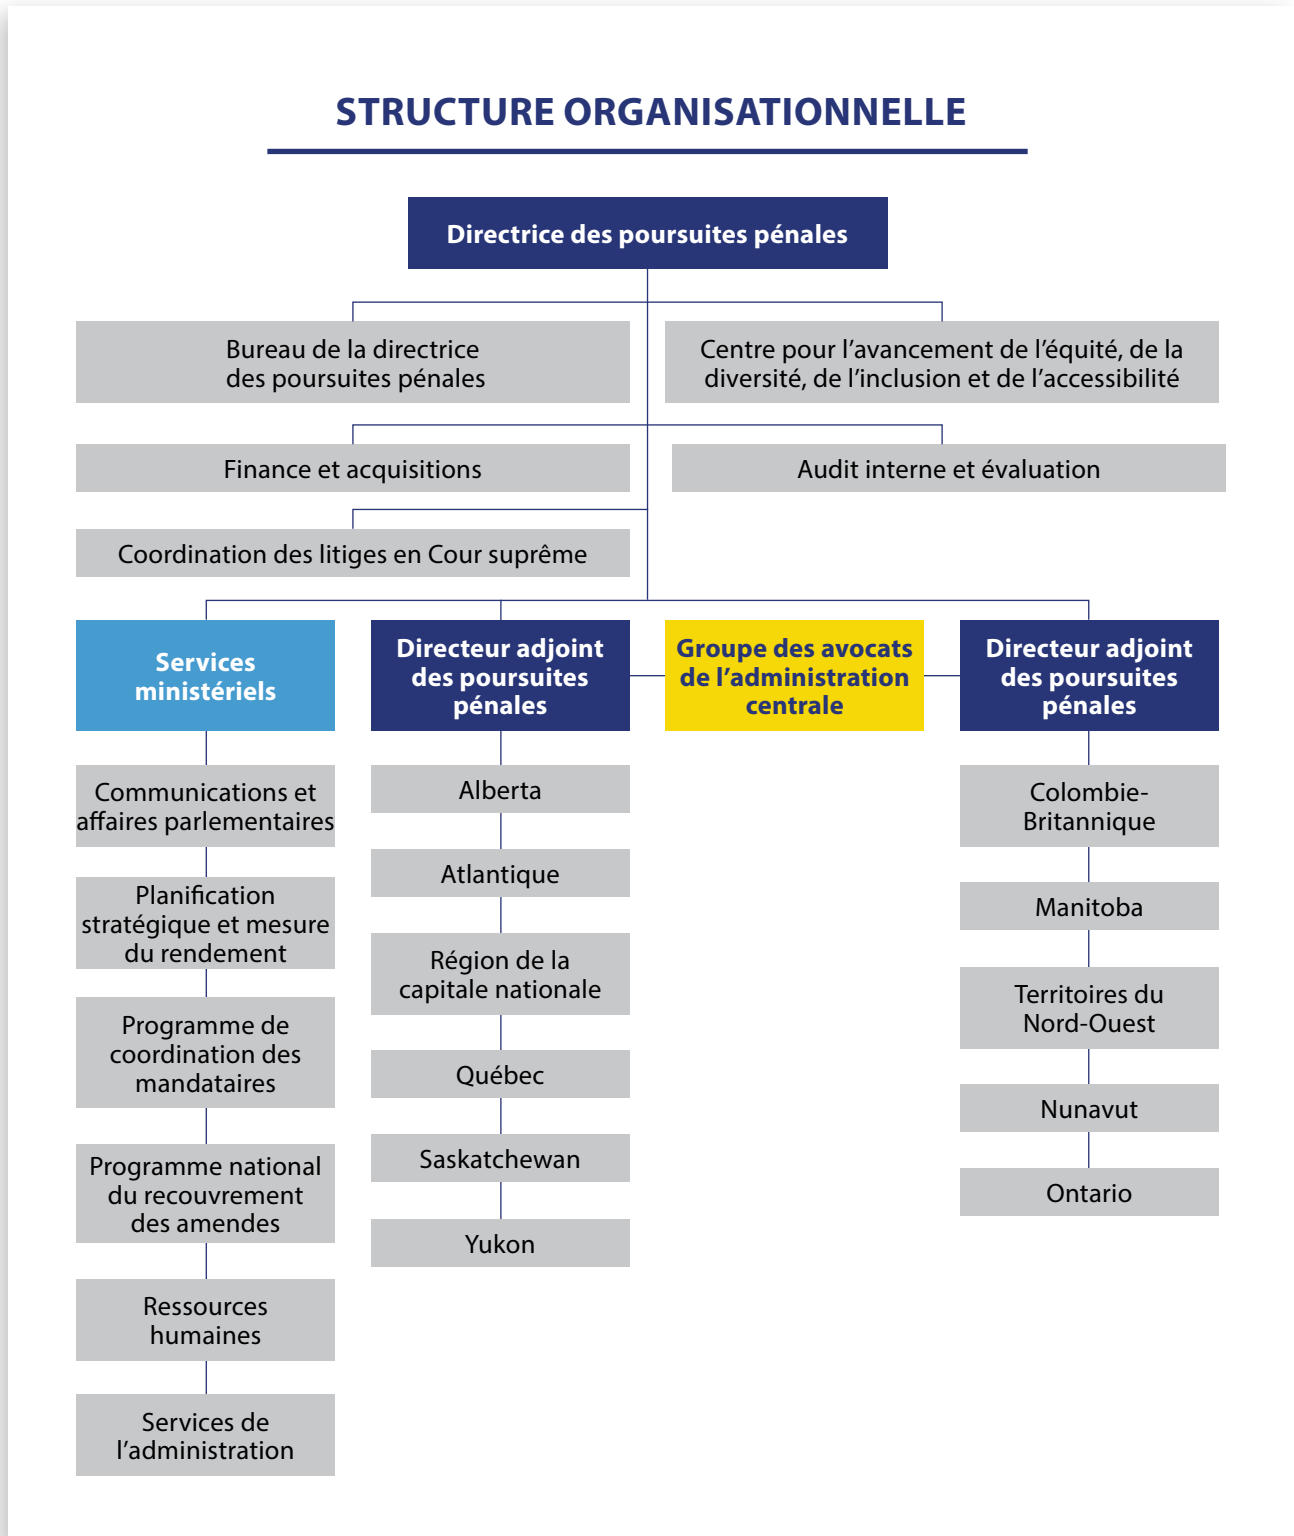 STRUCTURE ORGANISATIONNELLE
Directrice des poursuites pénales
Bureau de la directrice
des poursuites pénales
Centre pour l’avancement de l’équité, de la
diversité, de l’inclusion et de l’accessibilité
Finance et acquisitions
Audit interne et évaluation
Coordination des litiges en Cour suprême
Services
ministériels
Directeur adjoint
des poursuites
pénales
Groupe des avocats
de l’administration
centrale
Directeur adjoint
des poursuites
pénales
Communications et
affaires parlementaires
Planification
stratégique et mesure
du rendement
Programme de
coordination des
mandataires
Programme national
du recouvrement
des amendes
Ressources
humaines
Services de
l’administration
Alberta
Atlantique
Région de la
capitale nationale
Québec
Saskatchewan
Yukon
Colombie-
Britannique
Manitoba
Territoires du
Nord-Ouest
Nunavut
Ontario